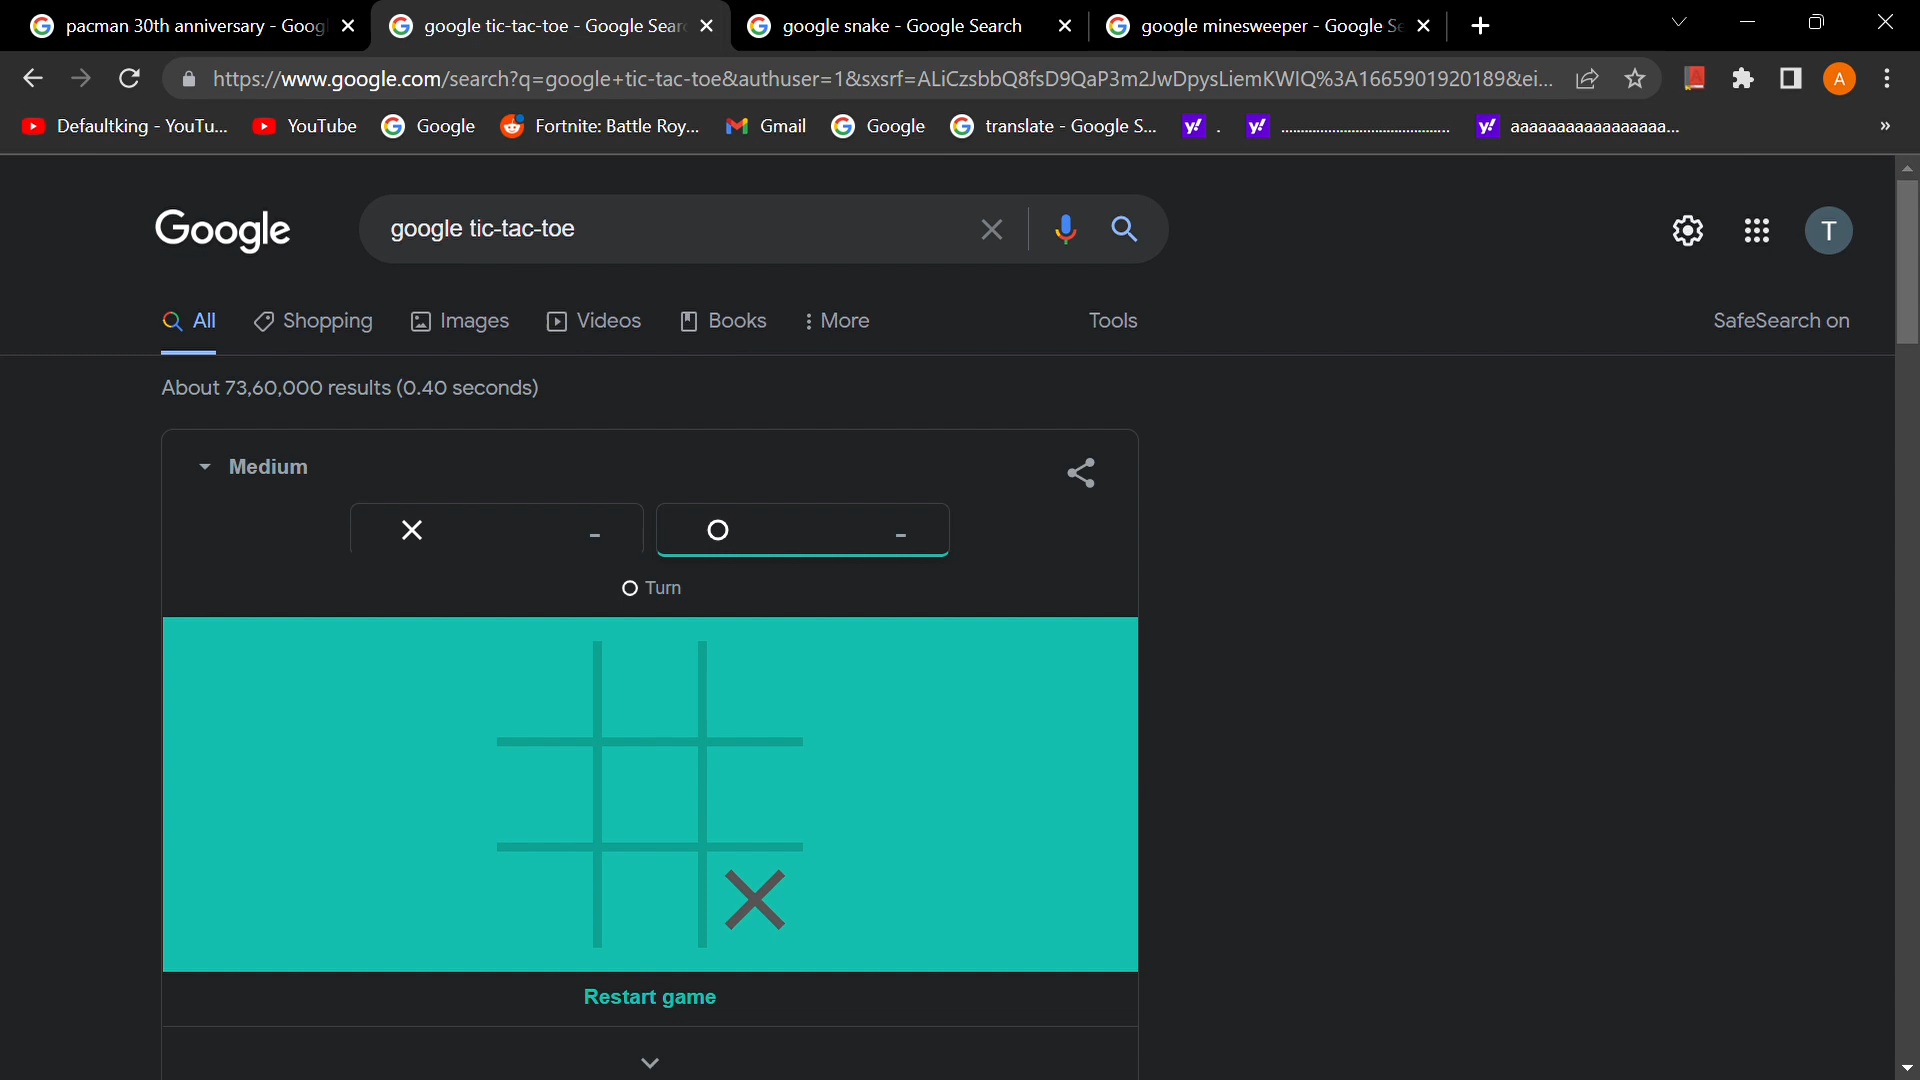 pacman 30th anniversary - Googl
google tic-tac-toe - Google Sear
google snake - Google Search
google minesweeper - Google Se
https://www.google.com/search?q=google+tic-tac-toe&authuser=1&sxsrf=ALiCzsbbQ8fsD9QaP3m2JwDpysLiemKWIQ%3A1665901920189&ei...
A
Defaultking - YouTu...
YouTube
Google
Fortnite: Battle Roy...
Gmail
Google
translate - Google S...
.
..........................................
aaaaaaaaaaaaaaaaa...
»
Google
google tic-tac-toe
T
All
Shopping
Images
Videos
Books
More
Tools
SafeSearch on
About 73,60,000 results (0.40 seconds)
Medium
X -
O -
O Turn
X
Restart game